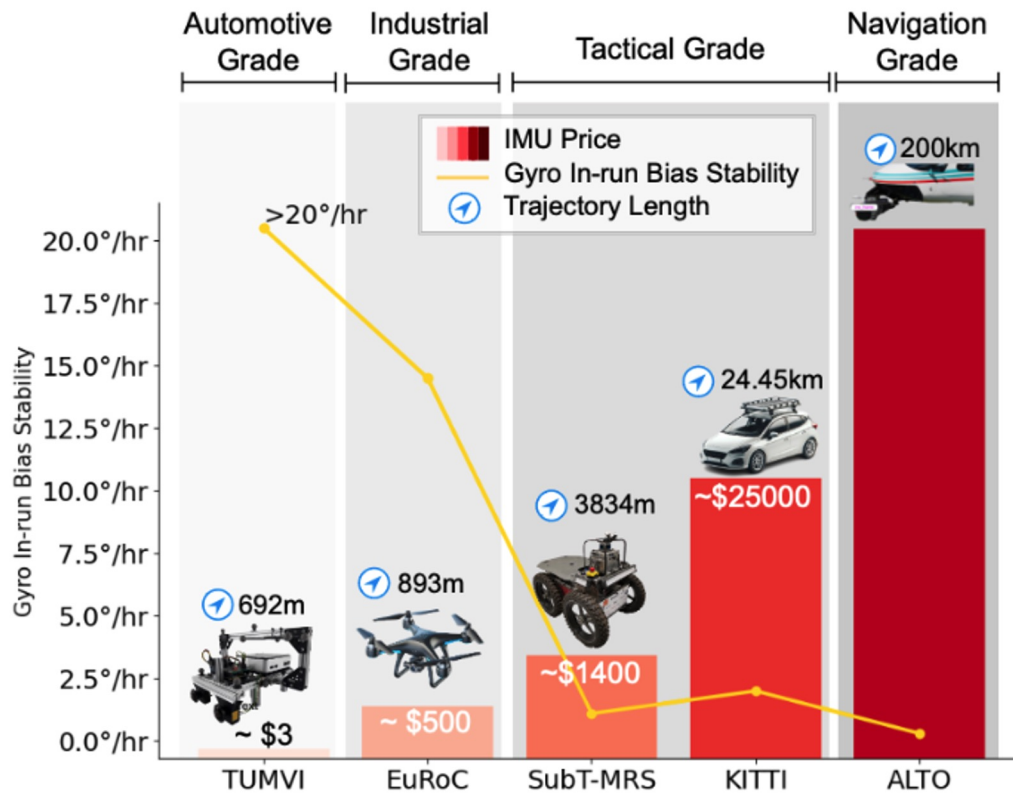 Automotive
Grade
Industrial
Grade
Tactical Grade
Navigation
Grade
IMU Price
Gyro In-run Bias Stability
Trajectory Length
200km
>20°/hr
20.0°/hr
17.5°/hr
15.0°/hr
12.5°/hr
10.0°/hr
7.5°/hr
5.0°/hr
2.5°/hr
0.0°/hr
Gyro In-run Bias Stability
24.45km
~$25000
3834m
~$1400
893m
~ $500
692m
~ $3
TUMVI
EuRoC
SubT-MRS
KITTI
ALTO